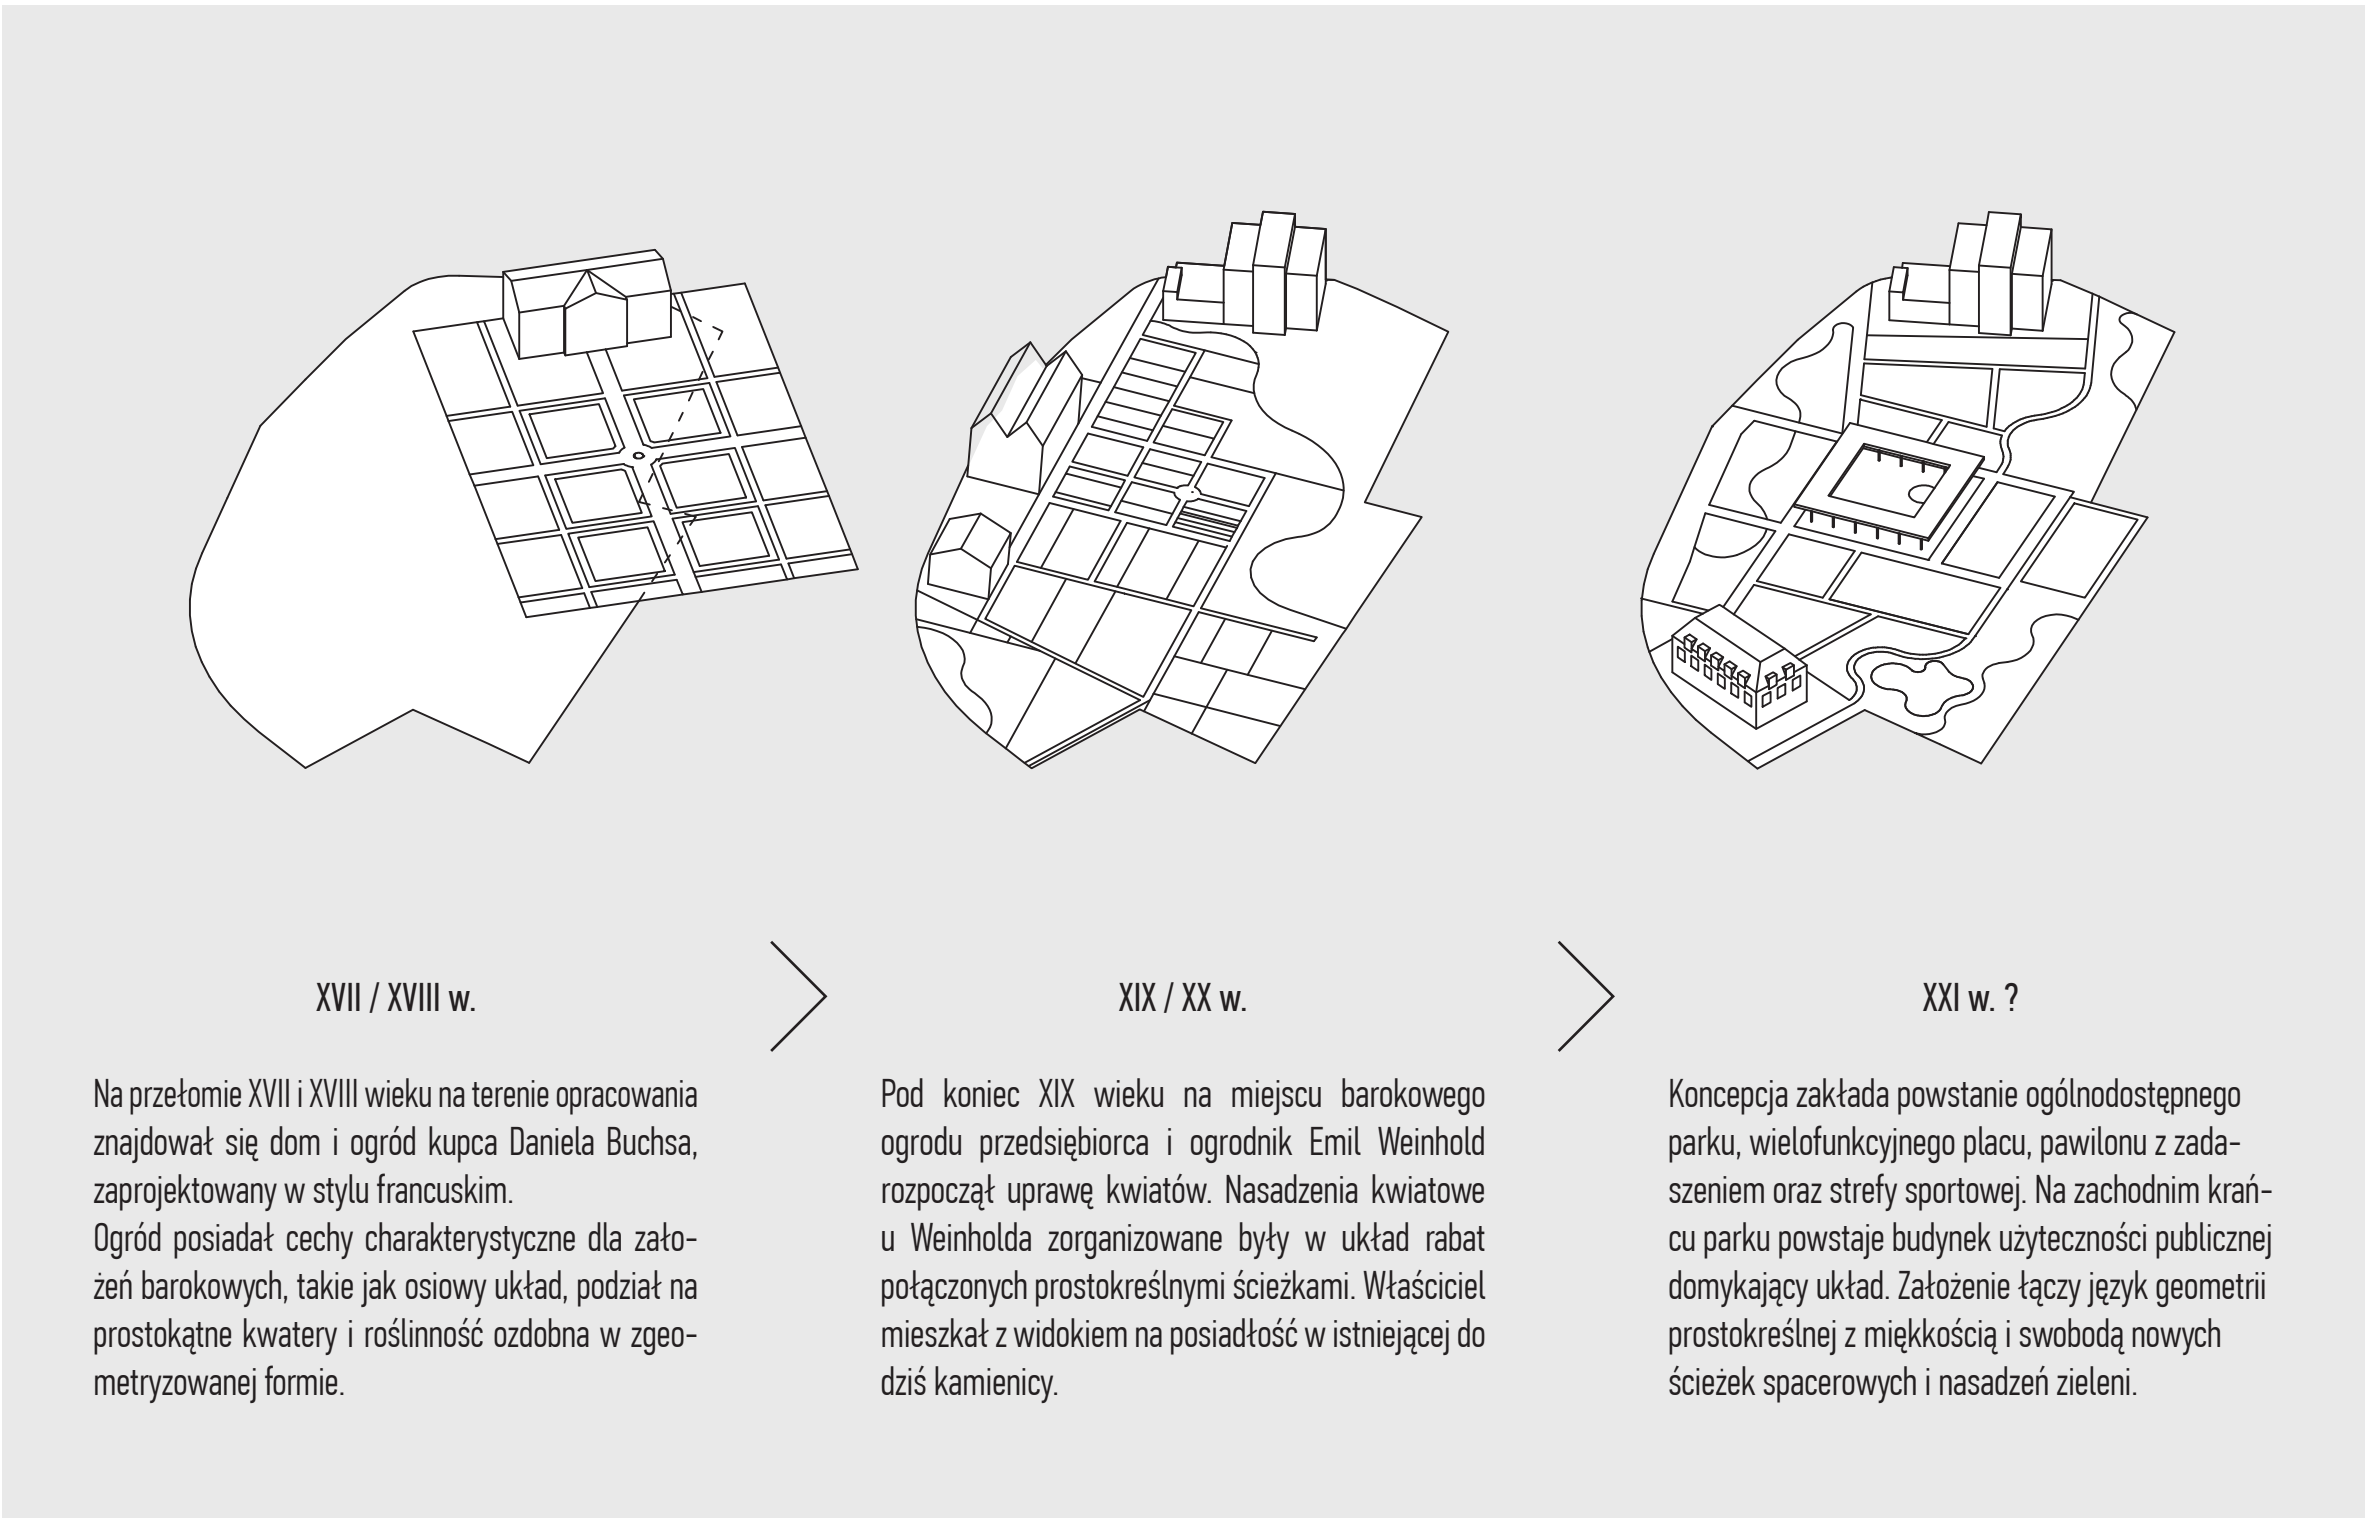 XVII / XVIII w.
Na przełomie XVII i XVIII wieku na terenie opracowania
znajdował się dom i ogród kupca Daniela Buchsa,
zaprojektowany w stylu francuskim.
Ogród posiadał cechy charakterystyczne dla zało-
żeń barokowych, takie jak osiowy układ, podział na
prostokątne kwatery i roślinność ozdobna w zgeo-
metryzowanej formie.
XIX / XX w.
Pod koniec XIX wieku na miejscu barokowego
ogrodu przedsiębiorca i ogrodnik Emil Weinhold
rozpoczął uprawę kwiatów. Nasadzenia kwiatowe
u Weinholda zorganizowane były w układ rabat
połączonych prostokreślnymi ścieżkami. Właściciel
mieszkał z widokiem na posiadłość w istniejącej do
dziś kamienicy.
XXI w. ?
Koncepcja zakłada powstanie ogólnodostępnego
parku, wielofunkcyjnego placu, pawilonu z zada-
szeniem oraz strefy sportowej. Na zachodnim krań-
cu parku powstaje budynek użyteczności publicznej
domykający układ. Założenie łączy język geometrii
prostokreślnej z miękkością i swobodą nowych
ścieżek spacerowych i nasadzeń zieleni.